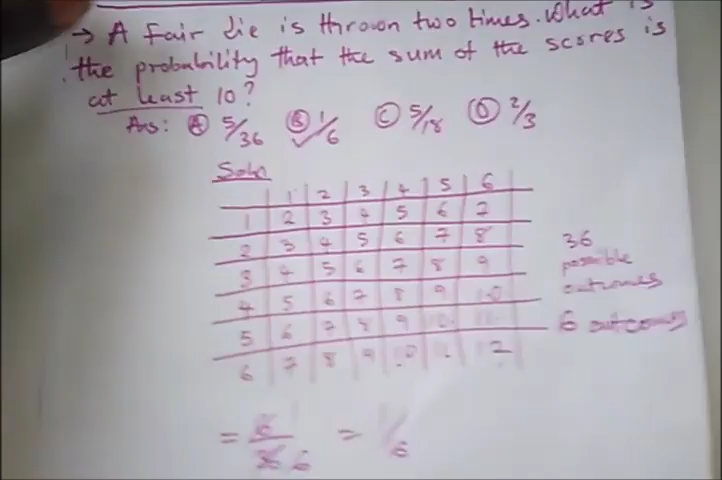 → A fair die is thrown two times. What is
the probability that the sum of the scores is
at least 10?
Ans: (A) 5/36 (B) 1/6 (C) 5/18 (D) 2/3
Soln
1 2 3 4 5 6
1 2 3 4 5 6 7
2 3 4 5 6 7 8
3 4 5 6 7 8 9
4 5 6 7 8 9 10
5 6 7 8 9 10 11
6 7 8 9 10 11 12
36
possible
outcomes
6 outcomes
= 6/36 6 = 1/6